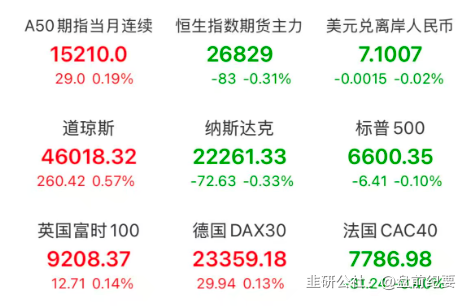 A50期指当月连续 恒生指数期货主力 美元兑离岸人民币
15210.0 26829 7.1007
29.0 0.19% -83 -0.31% -0.0015 -0.02%
道琼斯 纳斯达克 标普500
46018.32 22261.33 6600.35
260.42 0.57% -72.63 -0.33% -6.41 -0.10%
英国富时100 德国DAX30 法国CAC40
9208.37 23359.18 7786.98
12.71 0.14% 29.94 0.13%
韭研公社 @盘前纪要